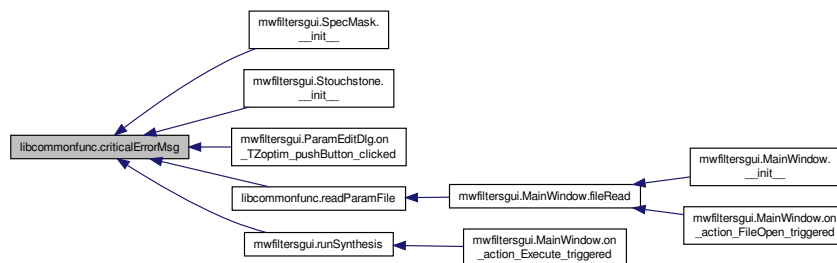 mwfiltersgui.SpecMask.
__init__
mwfiltersgui.Stouchstone.
__init__
libcommonfunc.criticalErrorMsg
mwfiltersgui.ParamEditDlg.on
_TZoptim_pushButton_clicked
libcommonfunc.readParamFile
mwfiltersgui.MainWindow.fileRead
mwfiltersgui.MainWindow.
__init__
mwfiltersgui.MainWindow.on
_action_FileOpen_triggered
mwfiltersgui.runSynthesis
mwfiltersgui.MainWindow.on
_action_Execute_triggered